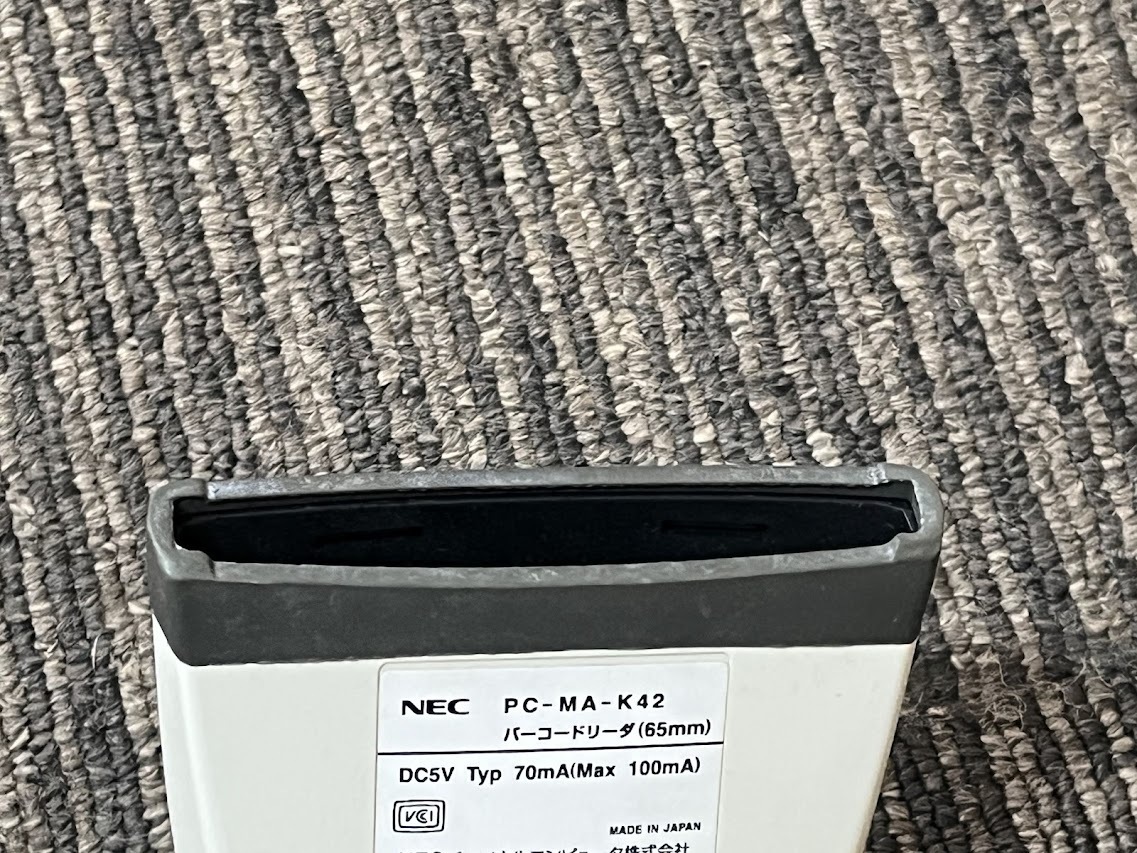 NEC PC-MA-K42
バーコードリーダ(65mm)
DC5V Typ 70mA(Max 100mA)
VCI
MADE IN JAPAN